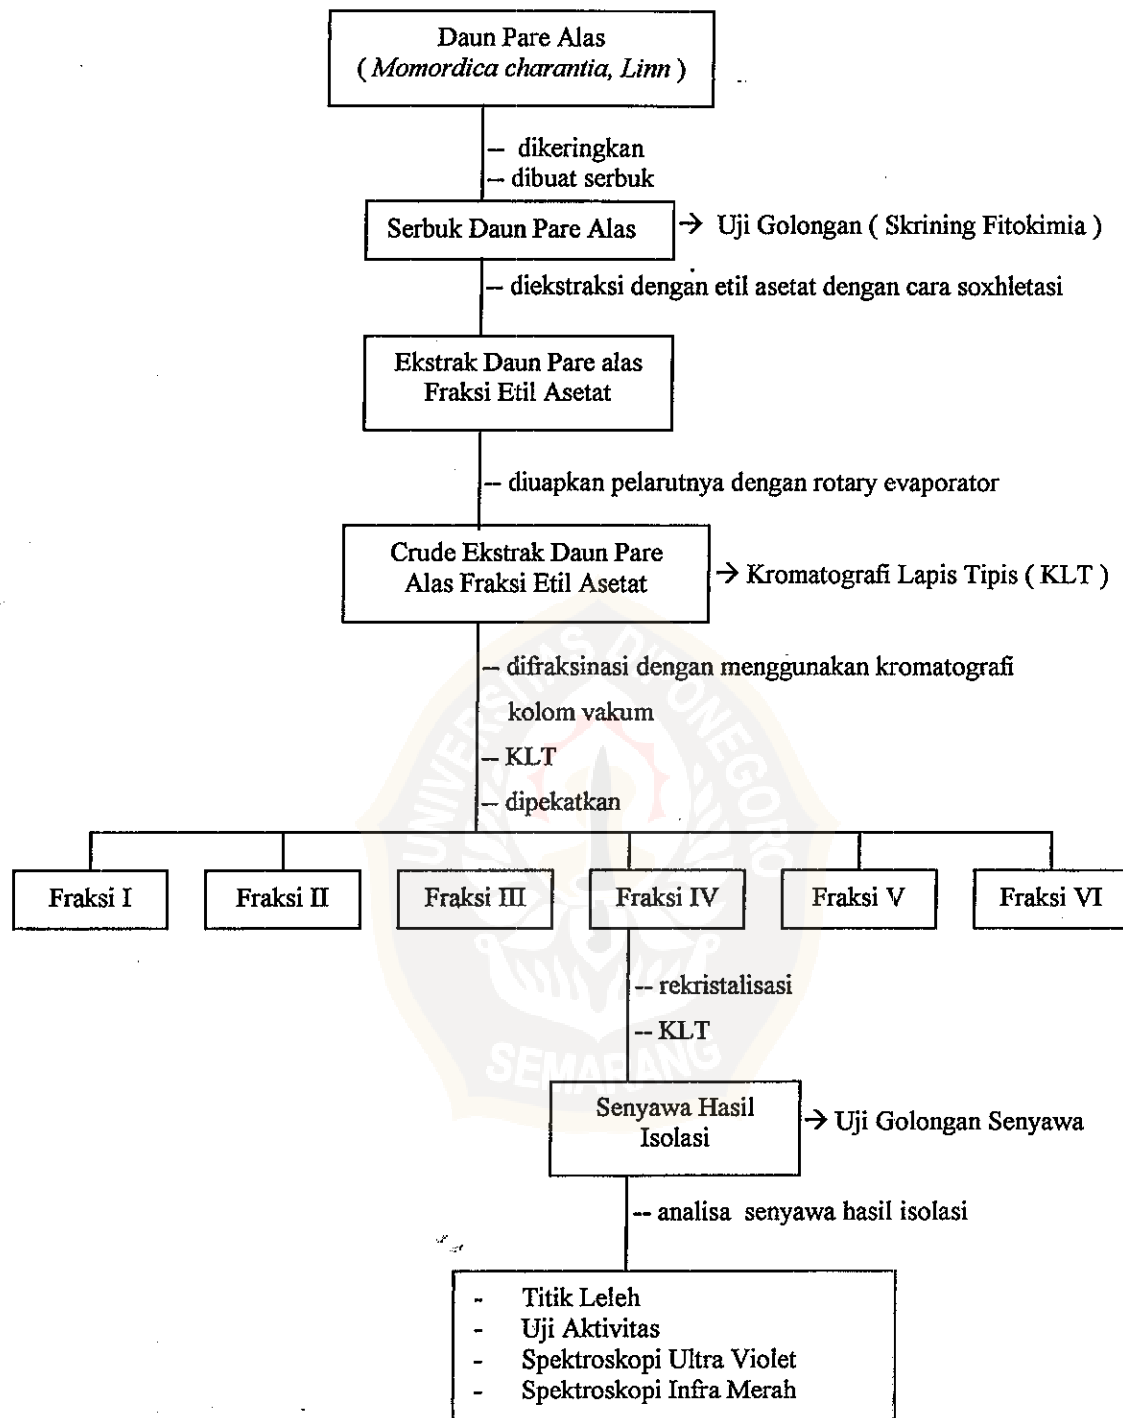 Daun Pare Alas
( Momordica charantia, Linn )
-- dikeringkan
-- dibuat serbuk
Serbuk Daun Pare Alas
→ Uji Golongan ( Skrining Fitokimia )
-- diekstraksi dengan etil asetat dengan cara soxhletasi
Ekstrak Daun Pare alas
Fraksi Etil Asetat
-- diuapkan pelarutnya dengan rotary evaporator
Crude Ekstrak Daun Pare
Alas Fraksi Etil Asetat
→ Kromatografi Lapis Tipis ( KLT )
-- difraksinasi dengan menggunakan kromatografi
kolom vakum
-- KLT
-- dipekatkan
Fraksi I
Fraksi II
Fraksi III
Fraksi IV
Fraksi V
Fraksi VI
-- rekristalisasi
-- KLT
Senyawa Hasil
Isolasi
→ Uji Golongan Senyawa
-- analisa senyawa hasil isolasi
- Titik Leleh
- Uji Aktivitas
- Spektroskopi Ultra Violet
- Spektroskopi Infra Merah
UNIVERSITAS DIPONEGORO
SEMARANG